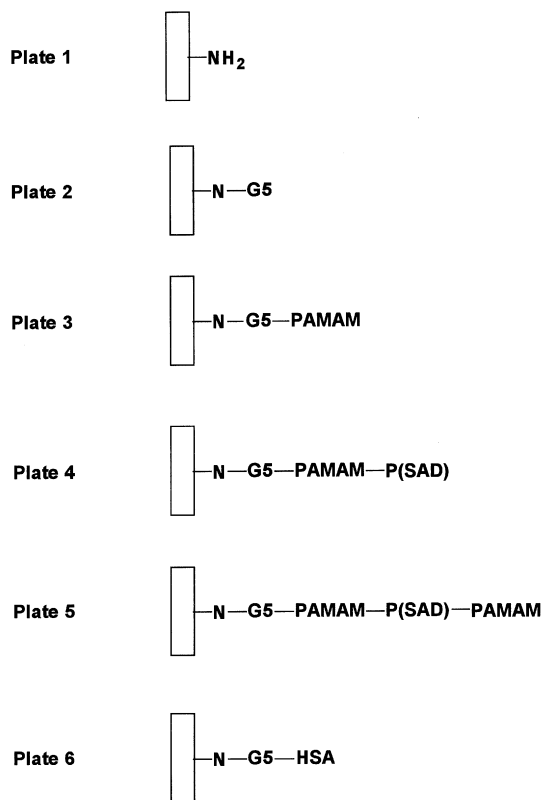 Plate 1 NH2
Plate 2 N—G5
Plate 3 N—G5—PAMAM
Plate 4 N—G5—PAMAM—P(SAD)
Plate 5 N—G5—PAMAM—P(SAD)—PAMAM
Plate 6 N—G5—HSA